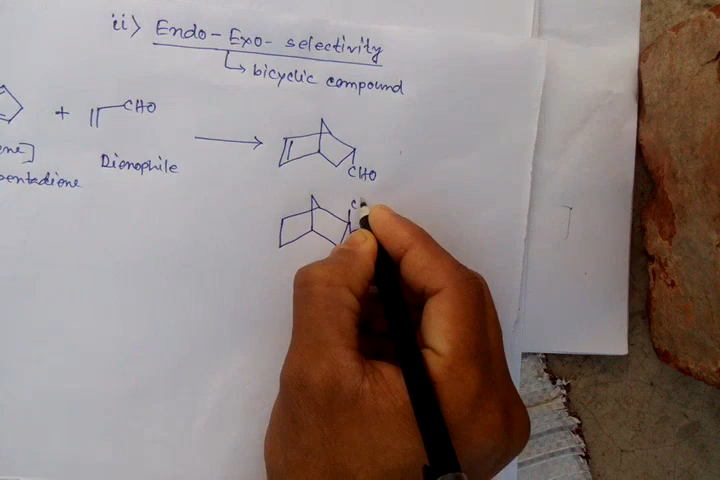 ii> Endo-Exo-selectivity
↳ bicyclic compound
+ CHO
ene]
Dienophile
pentadiene
CHO
C